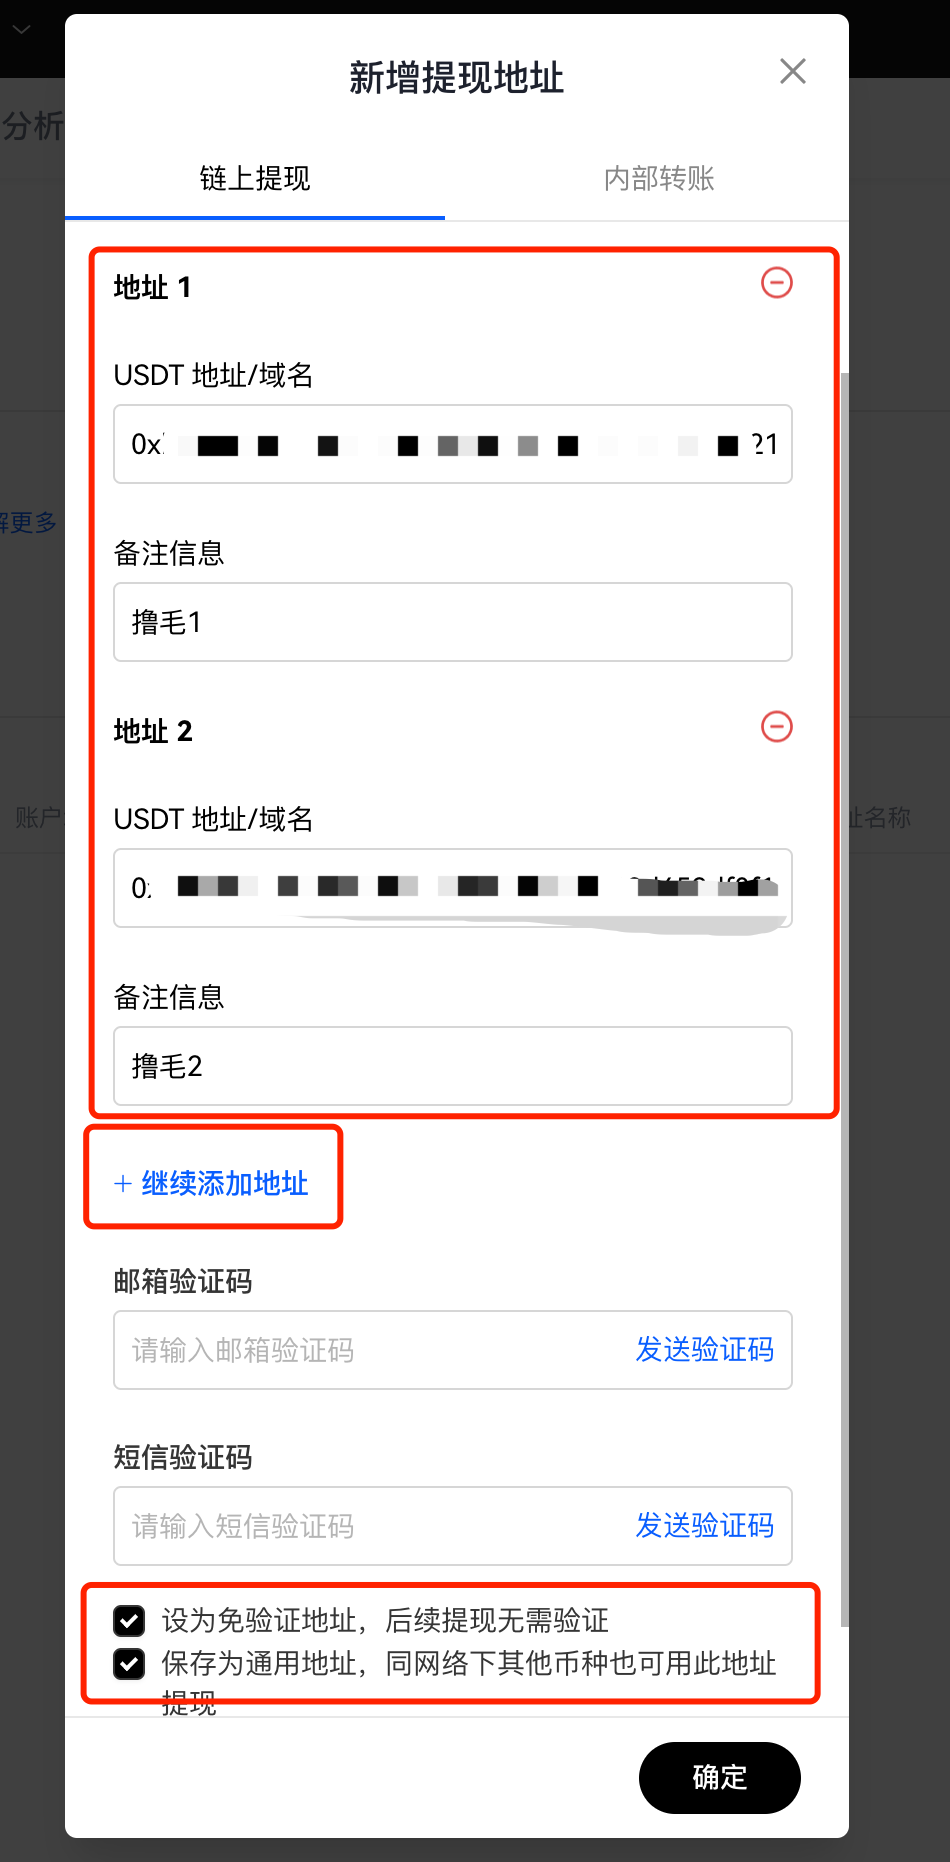 新增提现地址
分析
链上提现
内部转账
地址 1
USDT 地址/域名
0x
21
解更多
备注信息
撸毛1
地址 2
USDT 地址/域名
账户
址名称
备注信息
撸毛2
+ 继续添加地址
邮箱验证码
请输入邮箱验证码
发送验证码
短信验证码
请输入短信验证码
发送验证码
设为免验证地址，后续提现无需验证
保存为通用地址，同网络下其他币种也可用此地址
提现
确定